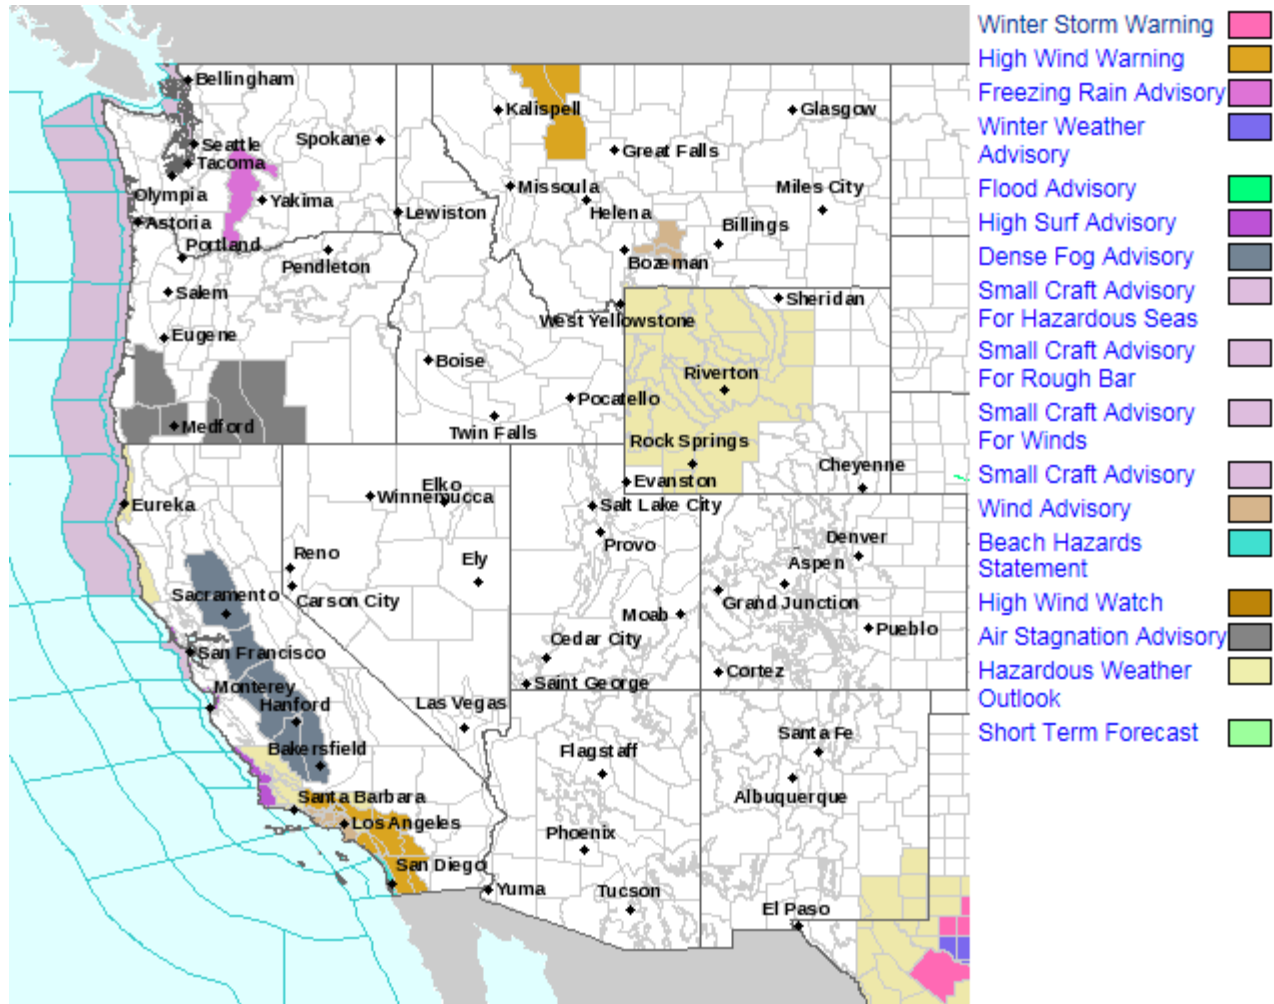 Bellingham
Seattle
Tacoma
Olympia
Spokane
Yakima
Astoria
Portland
Pendleton
Lewiston
Salem
Eugene
Medford
Kalispell
Glasgow
Great Falls
Missoula
Helena
Miles City
Billings
Bozeman
West Yellowstone
Sheridan
Boise
Pocatello
Twin Falls
Riverton
Rock Springs
Evanston
Cheyenne
Eureka
Elko
Winnemucca
Salt Lake City
Provo
Reno
Ely
Carson City
Sacramento
San Francisco
Monterey
Hanford
Bakersfield
Las Vegas
Denver
Aspen
Grand Junction
Moab
Pueblo
Cedar City
Saint George
Cortez
Santa Barbara
Los Angeles
San Diego
Yuma
Flagstaff
Phoenix
Tucson
Santa Fe
Albuquerque
El Paso
Winter Storm Warning
High Wind Warning
Freezing Rain Advisory
Winter Weather
Advisory
Flood Advisory
High Surf Advisory
Dense Fog Advisory
Small Craft Advisory
For Hazardous Seas
Small Craft Advisory
For Rough Bar
Small Craft Advisory
For Winds
Small Craft Advisory
Wind Advisory
Beach Hazards
Statement
High Wind Watch
Air Stagnation Advisory
Hazardous Weather
Outlook
Short Term Forecast